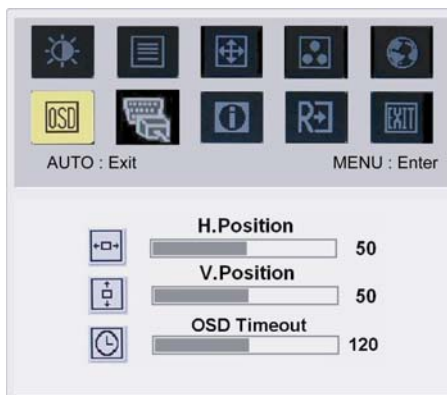 OSD
i
R
EXIT
AUTO : Exit MENU : Enter
H.Position
50
V.Position
50
OSD Timeout
120